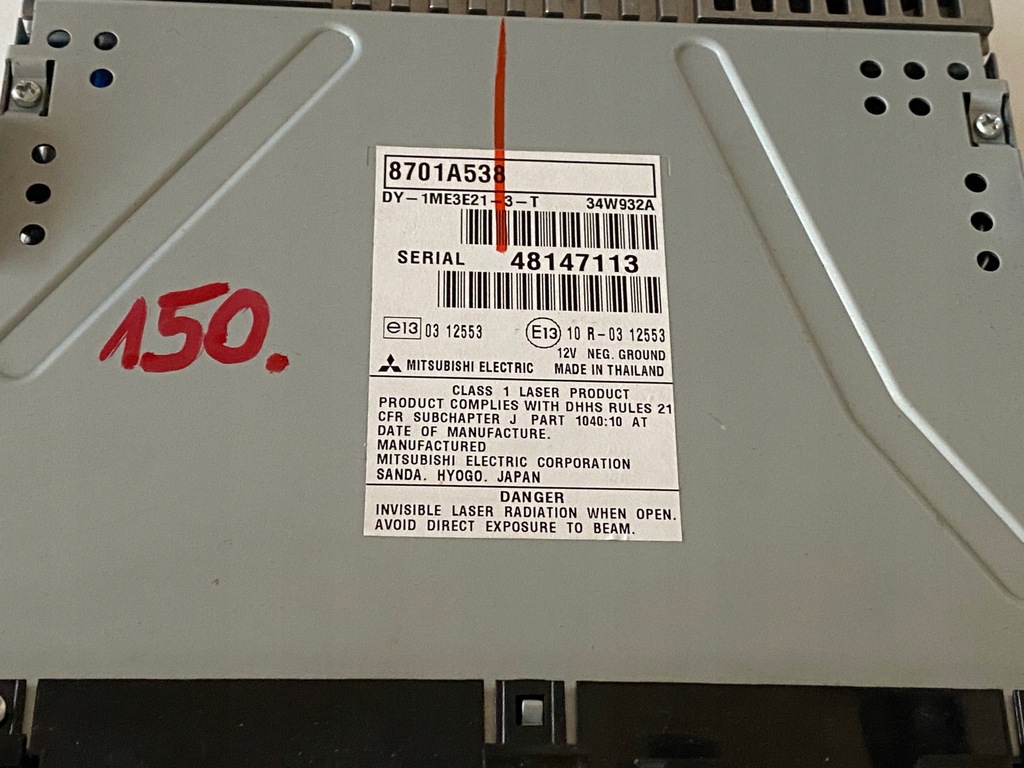 8701A538
DY-1ME3E21-3-T 34W932A
SERIAL 48147113
e13 03 12553 E13 10 R-03 12553
12V NEG. GROUND
MITSUBISHI ELECTRIC MADE IN THAILAND
CLASS 1 LASER PRODUCT
PRODUCT COMPLIES WITH DHHS RULES 21
CFR SUBCHAPTER J PART 1040:10 AT
DATE OF MANUFACTURE.
MANUFACTURED
MITSUBISHI ELECTRIC CORPORATION
SANDA. HYOGO. JAPAN
DANGER
INVISIBLE LASER RADIATION WHEN OPEN.
AVOID DIRECT EXPOSURE TO BEAM.
150.